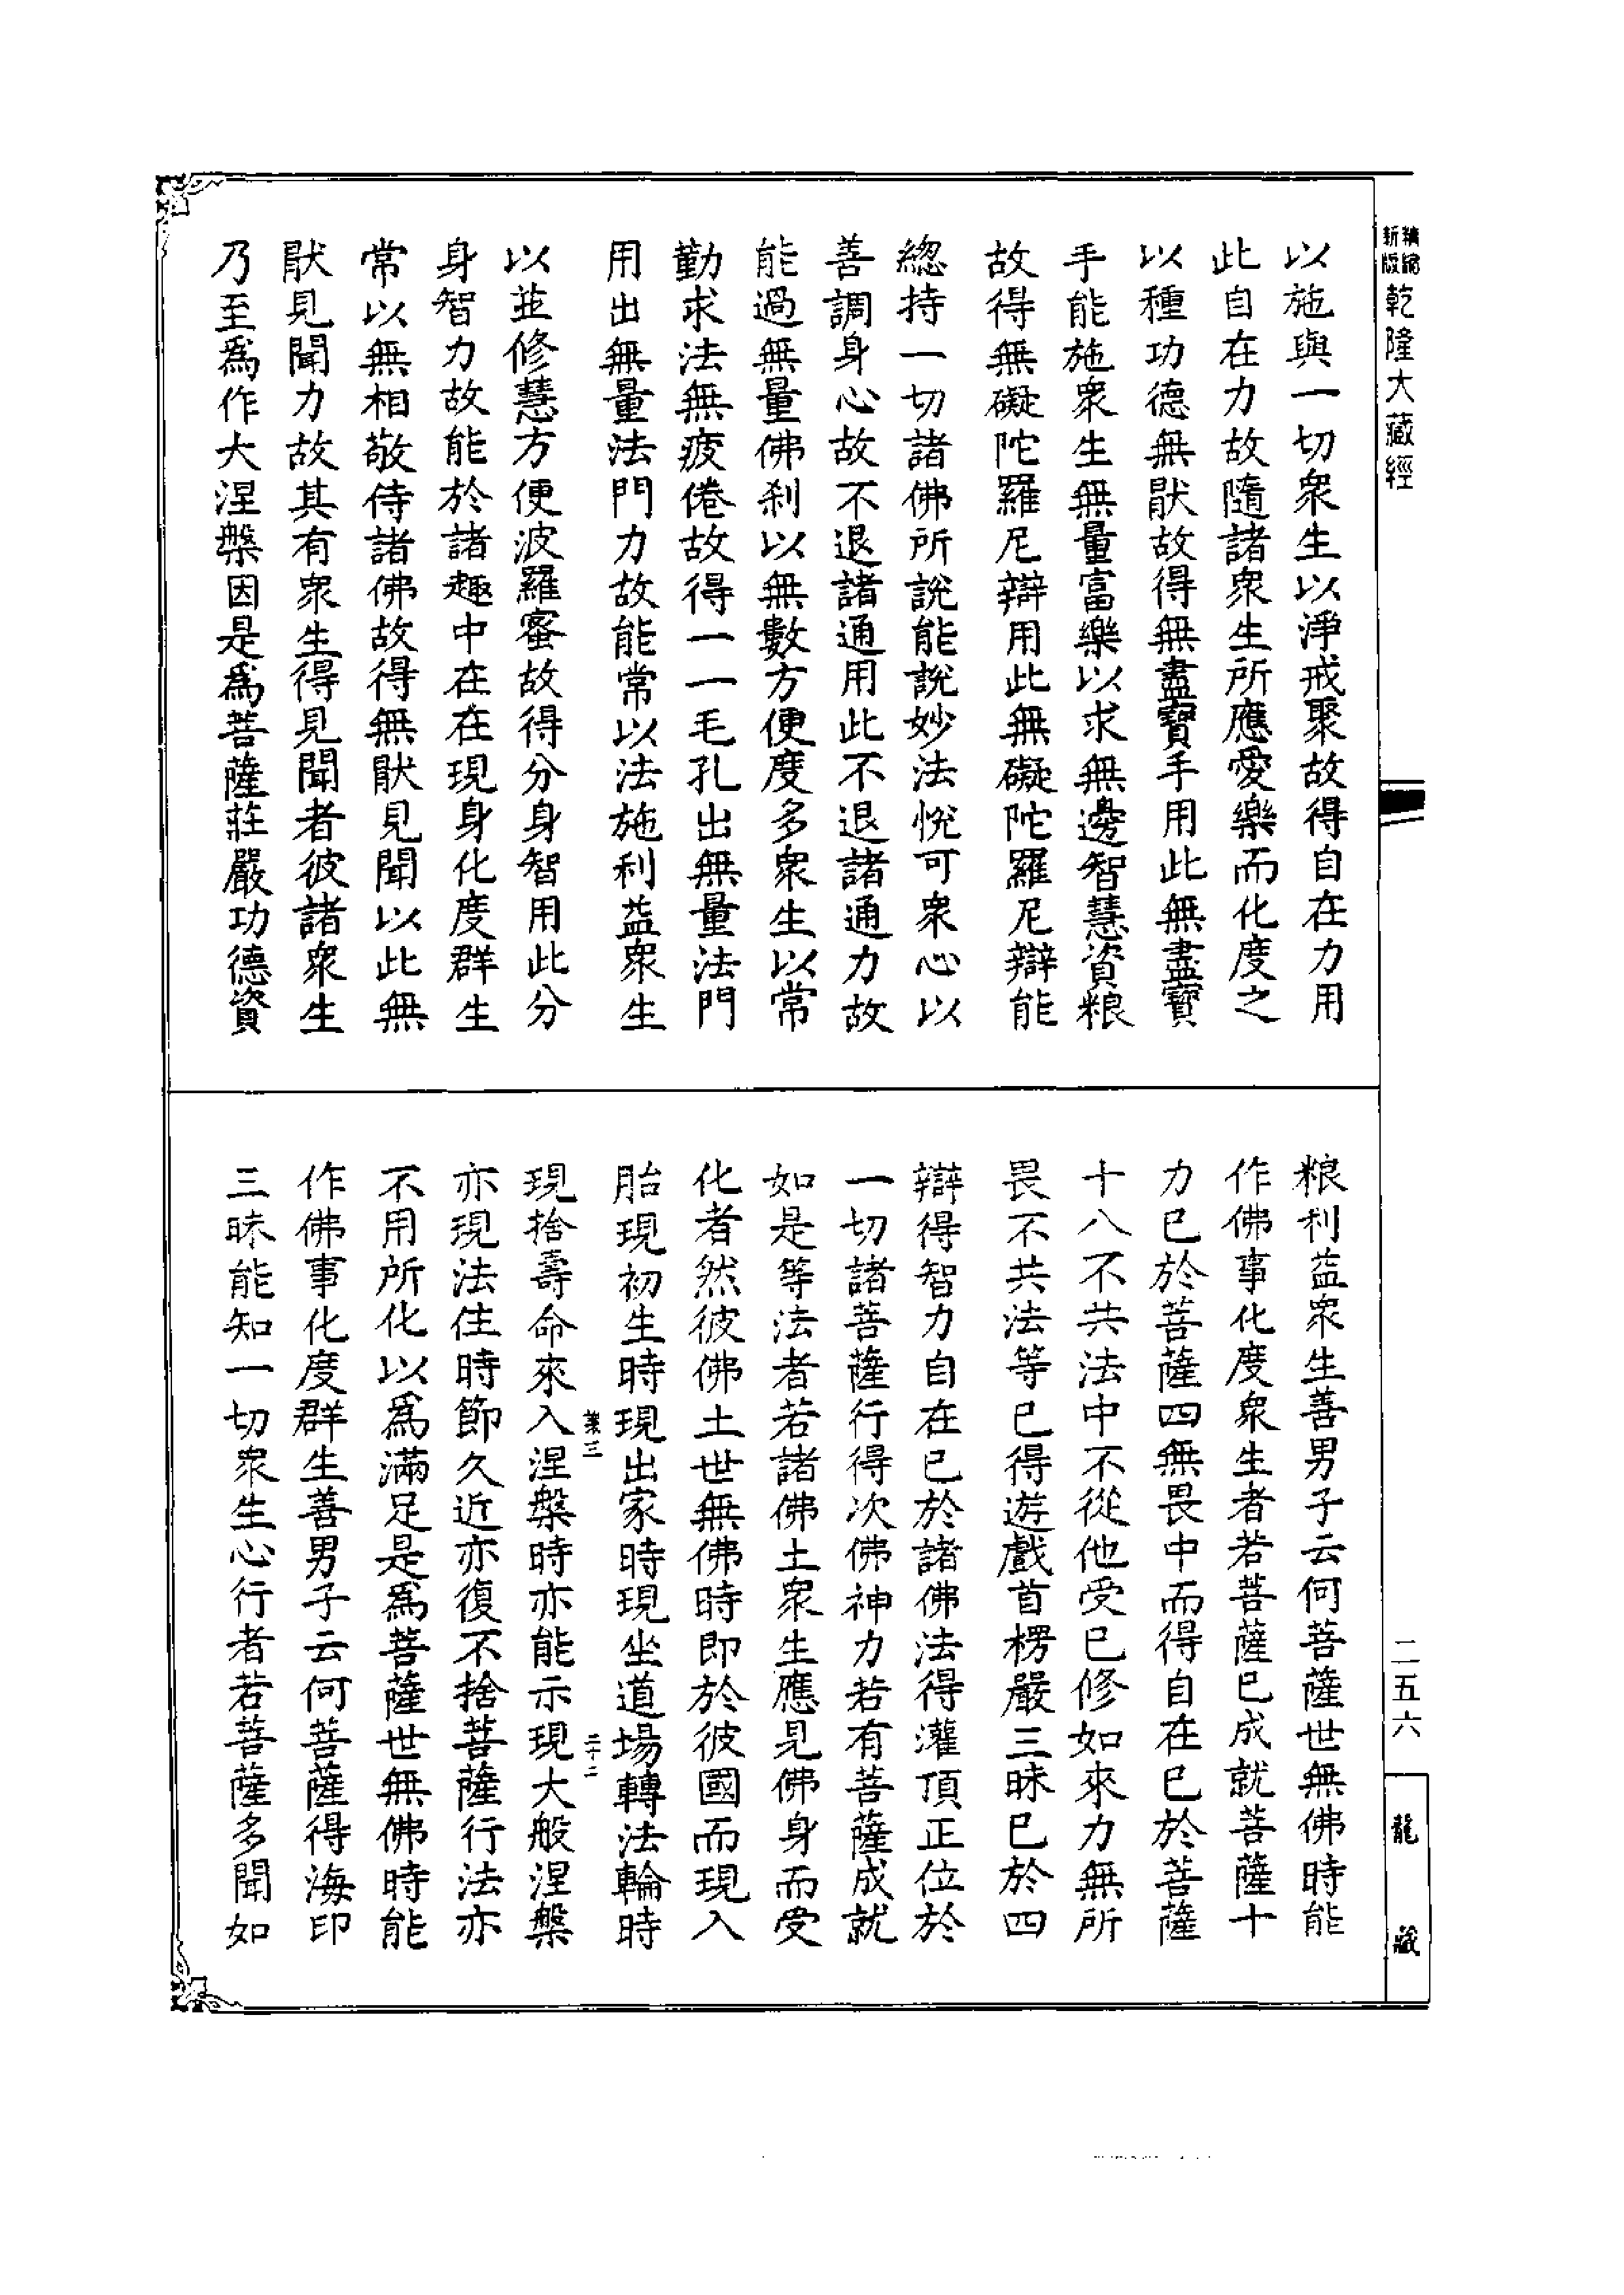 新版
精縮
乾隆大藏經
以施與一切衆生以淨戒聚故得自在力用
此自在力故隨諸衆生所應愛樂而化度之
以種功德無猒故得無盡寶手用此無盡寶
手能施衆生無量富樂以求無邊智慧資粮
故得無礙陀羅尼辯用此無礙陀羅尼辯能
緫持一切諸佛所說能說妙法悅可衆心以
善調身心故不退諸通用此不退諸通力故
能過無量佛刹以無數方便度多衆生以常
勤求法無疲倦故得一一毛孔出無量法門
用出無量法門力故能常以法施利益衆生
以並修慧方便波羅蜜故得分身智用此分
身智力故能於諸趣中在在現身化度群生
常以無相敬侍諸佛故得無猒見聞以此無
猒見聞力故其有衆生得見聞者彼諸衆生
乃至爲作大涅槃因是爲菩薩莊嚴功德資
粮利益衆生善男子云何菩薩世無佛時能
作佛事化度衆生者若菩薩已成就菩薩十
力已於菩薩四無畏中而得自在已於菩薩
十八不共法中不從他受已修如來力無所
畏不共法等已得遊戲首楞嚴三昧已於四
辯得智力自在已於諸佛法得灌頂正位於
一切諸菩薩行得次佛神力若有菩薩成就
如是等法者若諸佛土衆生應見佛身而受
化者然彼佛土世無佛時即於彼國而現入
胎現初生時現出家時現坐道場轉法輪時
業三
二十二
現捨壽命來入涅槃時亦能示現大般涅槃
亦現法住時節久近亦復不捨菩薩行法亦
不用所化以爲滿足是爲菩薩世無佛時能
作佛事化度群生善男子云何菩薩得海印
三昧能知一切衆生心行者若菩薩多聞如
二五六
龍藏